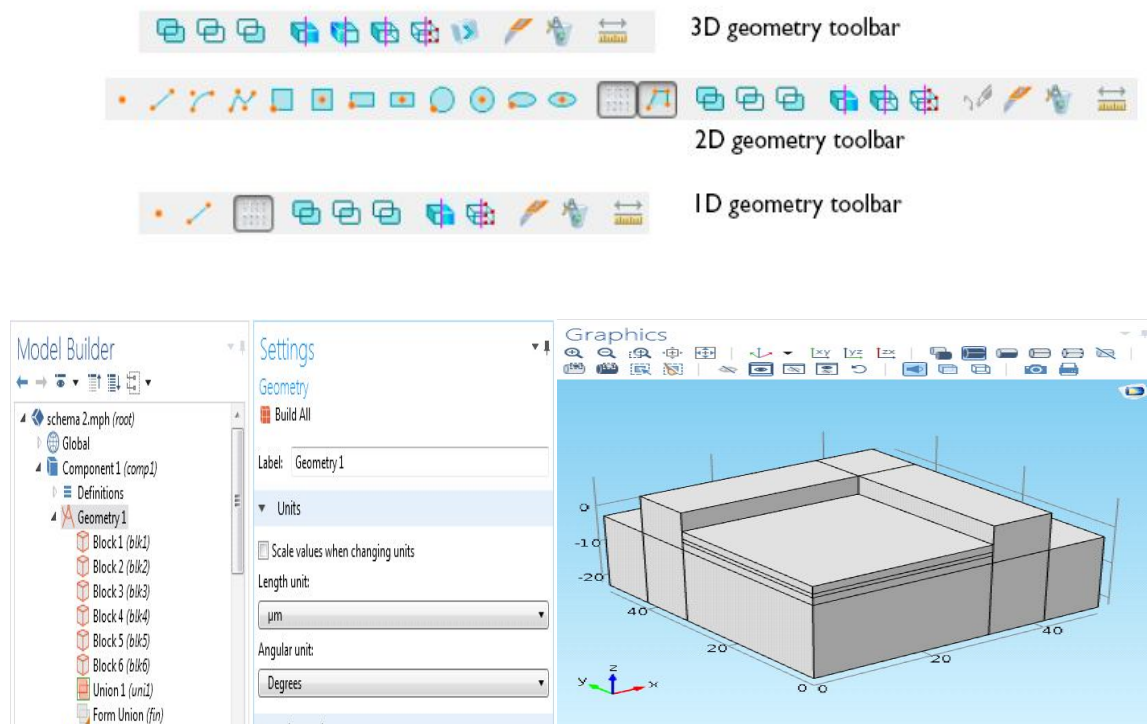 3D geometry toolbar
2D geometry toolbar
1D geometry toolbar
Model Builder
schema 2.mph (root)
Global
Component 1 (comp1)
Definitions
Geometry 1
Block 1 (blk1)
Block 2 (blk2)
Block 3 (blk3)
Block 4 (blk4)
Block 5 (blk5)
Block 6 (blk6)
Union 1 (uni1)
Form Union (fin)
Settings
Geometry
Build All
Label: Geometry 1
Units
Scale values when changing units
Length unit:
µm
Angular unit:
Degrees
Graphics
xy yz zx
0
-10
-20
40
20
0 0
20
40
y z x